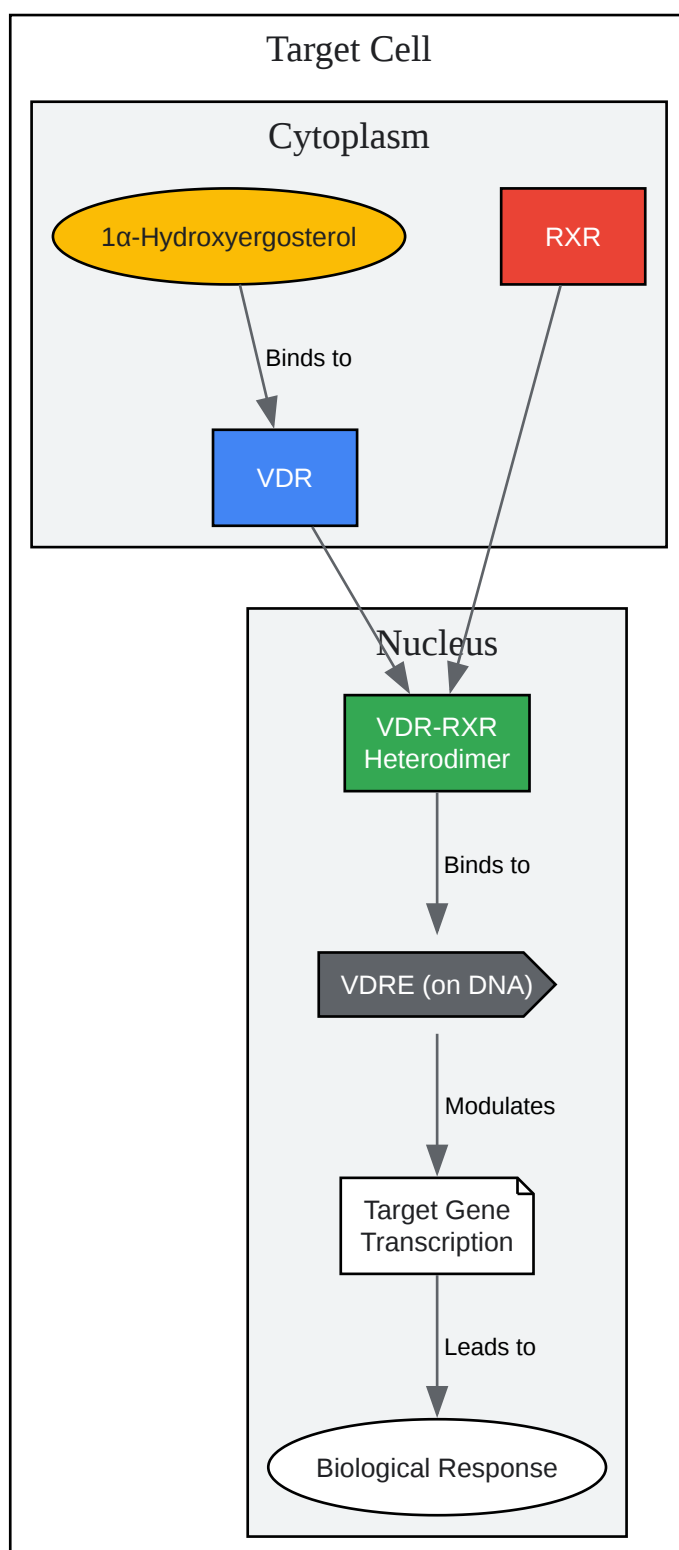 Target Cell
Cytoplasm
1α-Hydroxyergosterol
RXR
Binds to
VDR
Nucleus
VDR-RXR
Heterodimer
Binds to
VDRE (on DNA)
Modulates
Target Gene
Transcription
Leads to
Biological Response